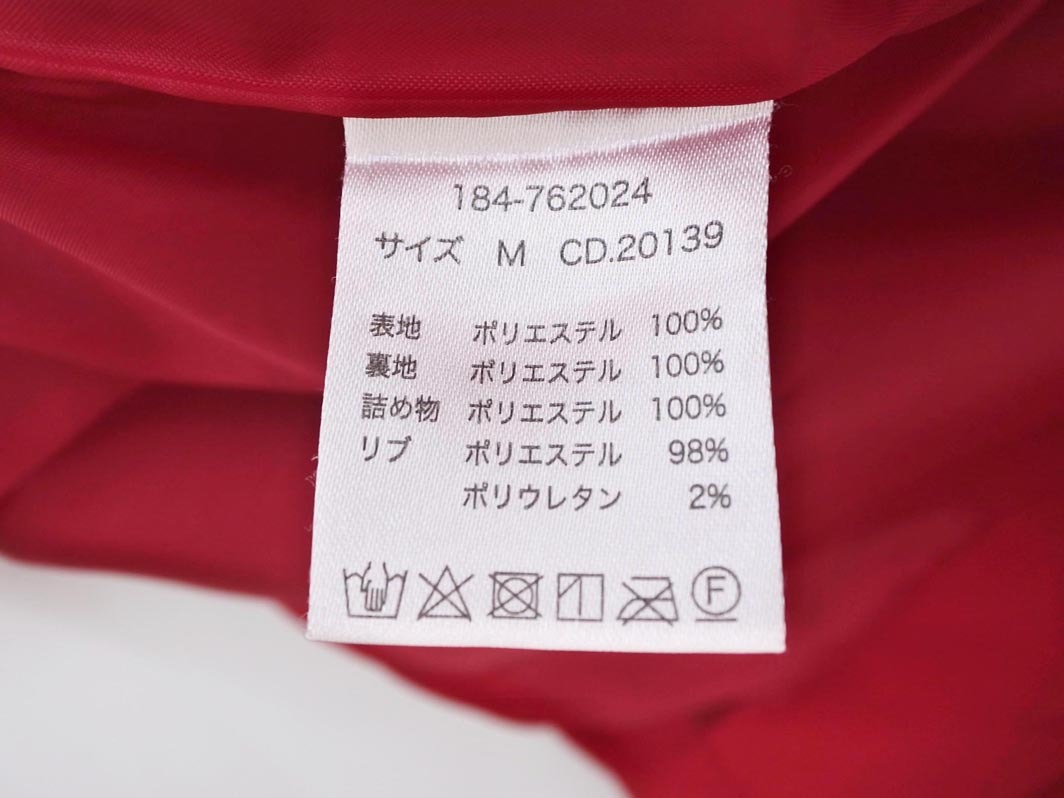 184-762024
サイズ M CD.20139
表地 ポリエステル 100%
裏地 ポリエステル 100%
詰め物 ポリエステル 100%
リブ ポリエステル 98%
ポリウレタン 2%
F